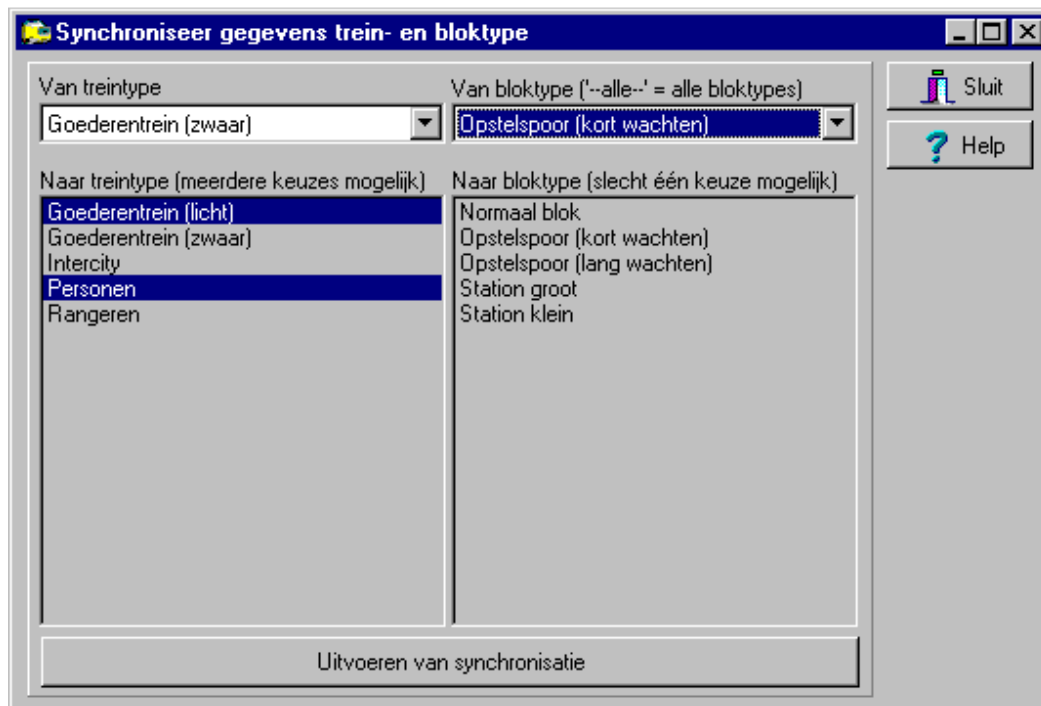 Synchroniseer gegevens trein- en bloktype
Van treintype
Van bloktype ('--alle--' = alle bloktypes)
Sluit
Goederentrein (zwaar)
Opstelspoor (kort wachten)
Help
Naar treintype (meerdere keuzes mogelijk)
Naar bloktype (slecht één keuze mogelijk)
Goederentrein (licht)
Goederentrein (zwaar)
Intercity
Personen
Rangeren
Normaal blok
Opstelspoor (kort wachten)
Opstelspoor (lang wachten)
Station groot
Station klein
Uitvoeren van synchronisatie